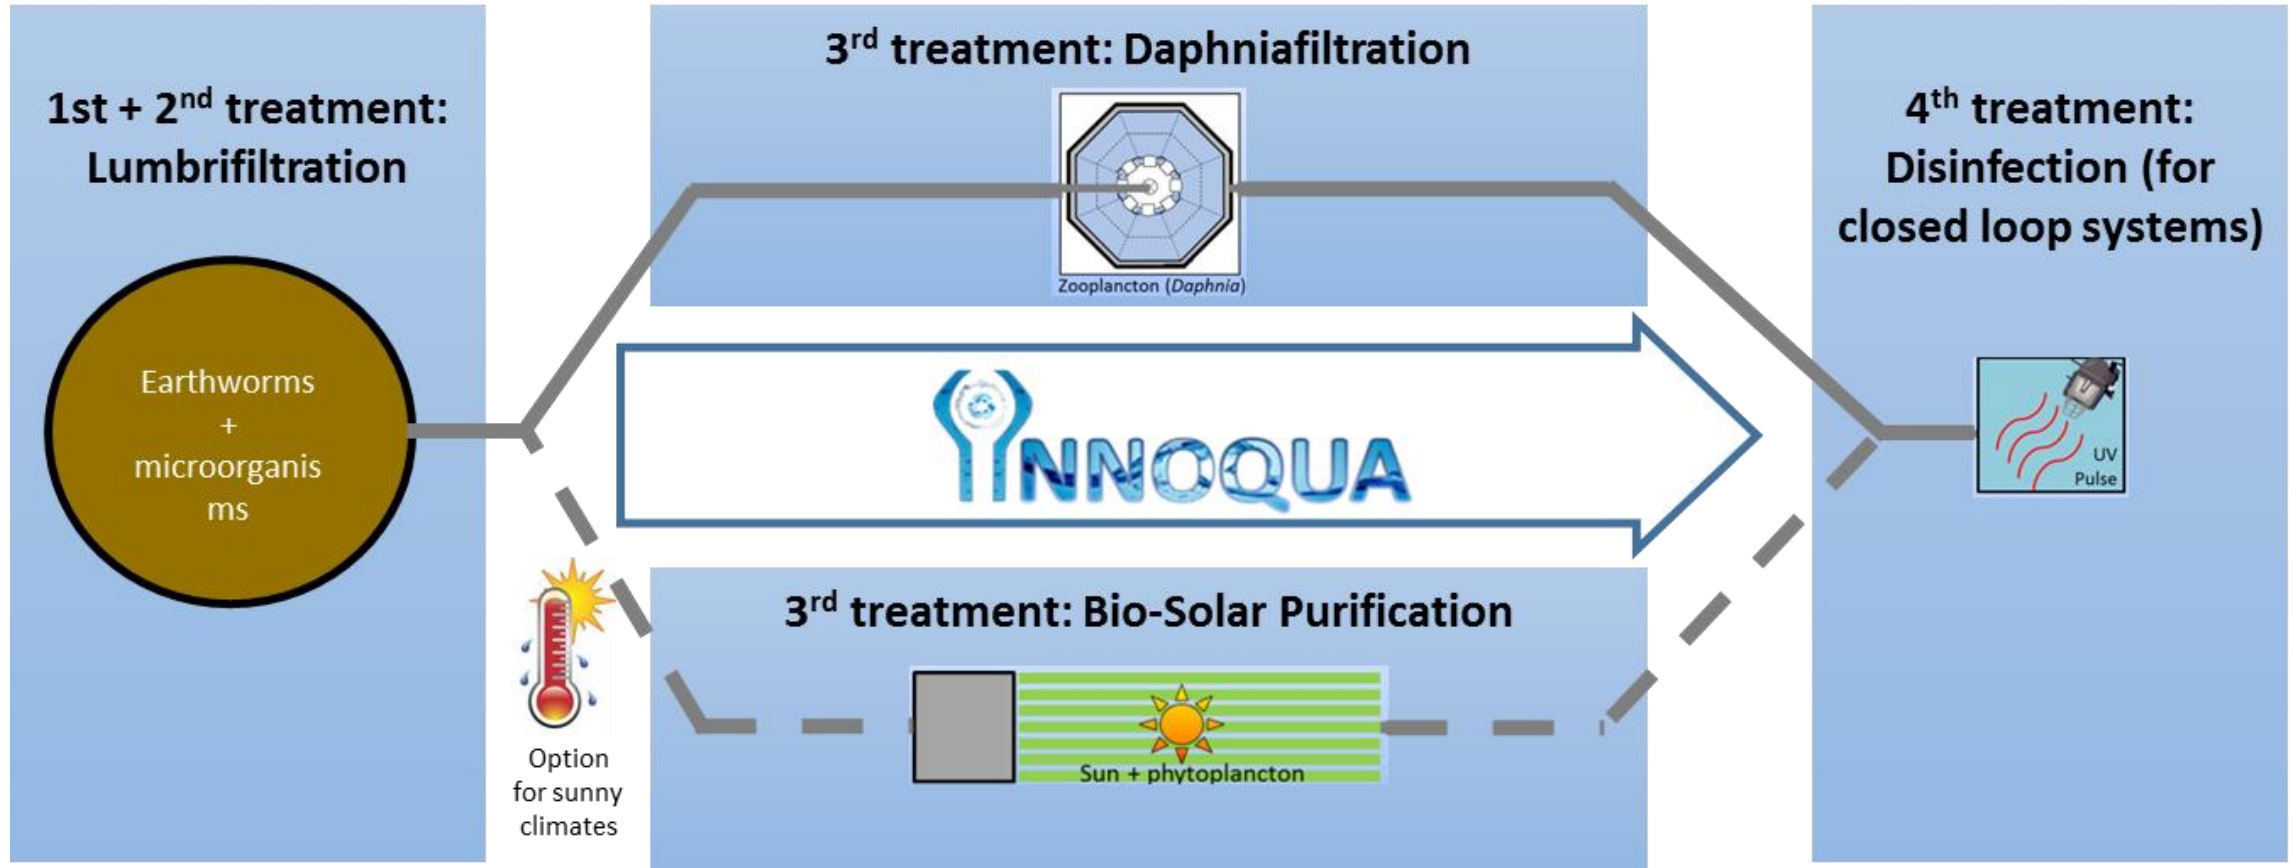 1st + 2nd treatment:
Lumbrifiltration
Earthworms
+
microorganis
ms
3rd treatment: Daphniafiltration
Zooplancton (Daphnia)
INNOQUA
Option
for sunny
climates
3rd treatment: Bio-Solar Purification
Sun + phytoplancton
4th treatment:
Disinfection (for
closed loop systems)
UV
Pulse